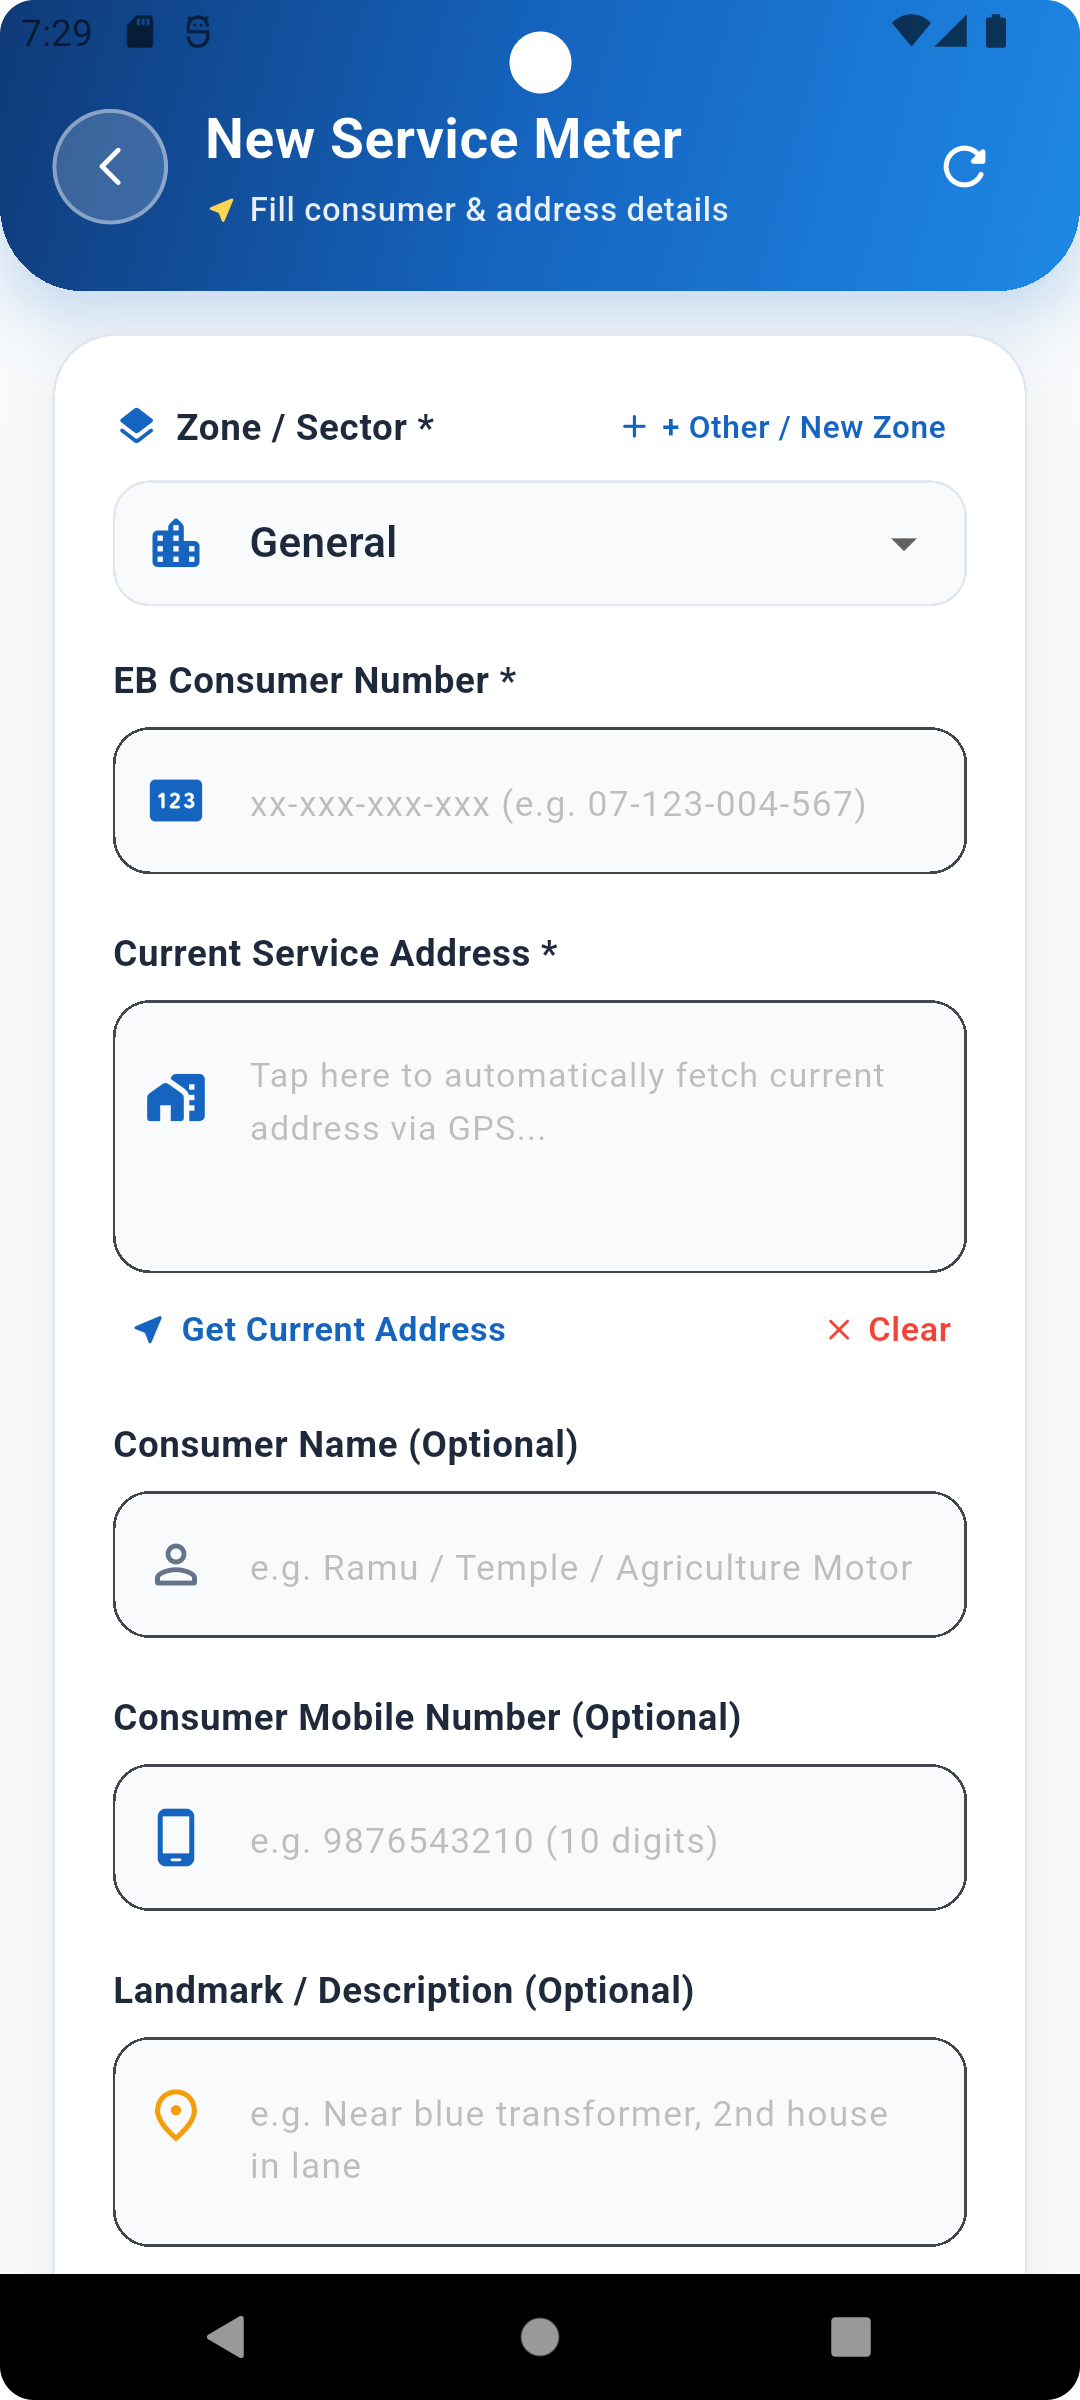 7:29
New Service Meter
Fill consumer & address details
Zone / Sector *
+ Other / New Zone
General
EB Consumer Number *
123
xx-xxx-xxx-xxx (e.g. 07-123-004-567)
Current Service Address *
Tap here to automatically fetch current
address via GPS...
Get Current Address
Clear
Consumer Name (Optional)
e.g. Ramu / Temple / Agriculture Motor
Consumer Mobile Number (Optional)
e.g. 9876543210 (10 digits)
Landmark / Description (Optional)
e.g. Near blue transformer, 2nd house
in lane